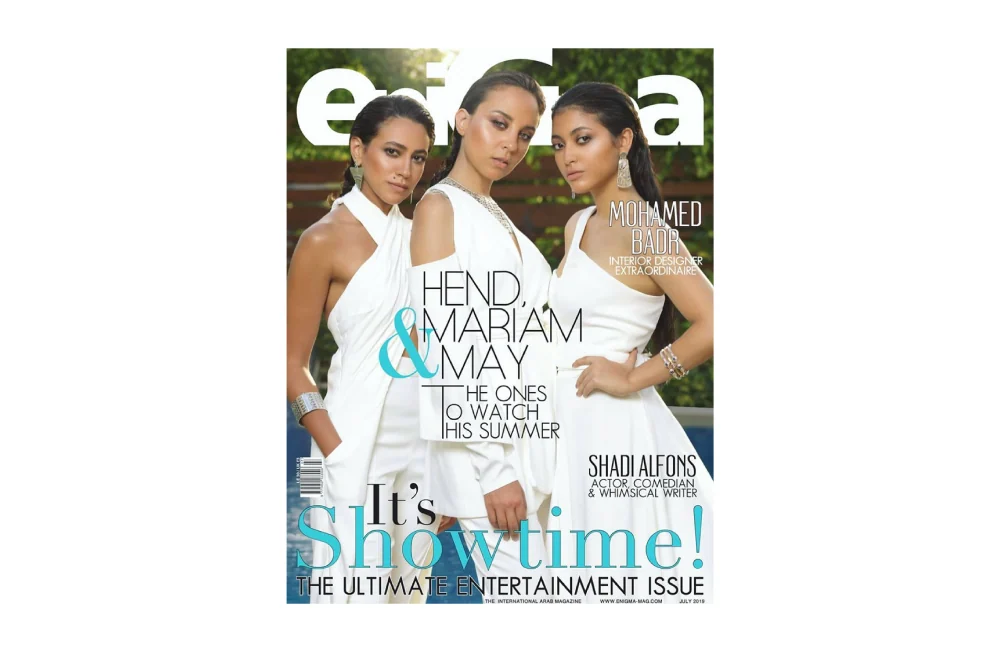 eniGma
MOHAMED
BADR
INTERIOR DESIGNER
EXTRAORDINAIRE
HEND,
& MARIAM
MAY
THE ONES
TO WATCH
THIS SUMMER
SHADI ALFONS
ACTOR, COMEDIAN
& WHIMSICAL WRITER
It's
Showtime!
THE ULTIMATE ENTERTAINMENT ISSUE
THE INTERNATIONAL ARAB MAGAZINE WWW.ENIGMA-MAG.COM JULY 2018